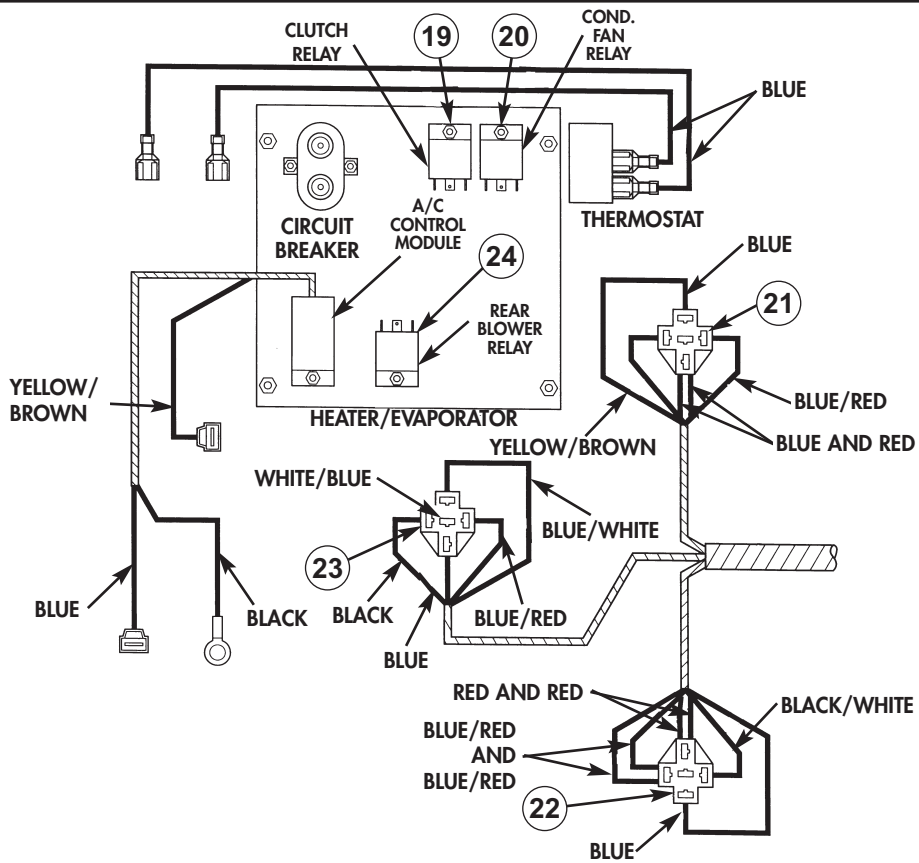 CLUTCH
RELAY
19
20
COND.
FAN
RELAY
BLUE
CIRCUIT
BREAKER
A/C
CONTROL
MODULE
THERMOSTAT
24
REAR
BLOWER
RELAY
BLUE
21
YELLOW/
BROWN
HEATER/EVAPORATOR
BLUE/RED
YELLOW/BROWN
BLUE AND RED
WHITE/BLUE
BLUE/WHITE
23
BLUE
BLACK
BLACK
BLUE/RED
BLUE
RED AND RED
BLACK/WHITE
BLUE/RED
AND
BLUE/RED
22
BLUE